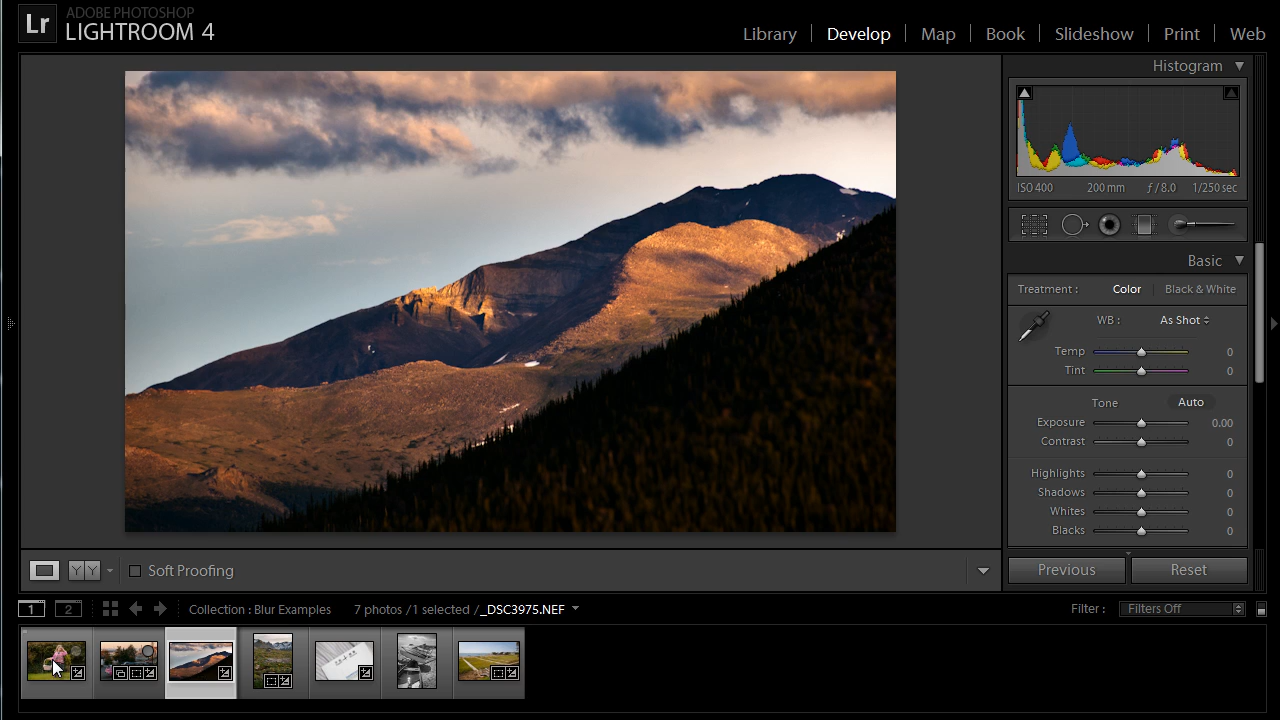 Lr
ADOBE PHOTOSHOP
LIGHTROOM 4
Library
Develop
Map
Book
Slideshow
Print
Web
Histogram
ISO 400 200 mm ƒ / 8.0 1/250 sec
Basic
Treatment : Color Black & White
WB : As Shot
Temp 0
Tint 0
Tone Auto
Exposure 0.00
Contrast 0
Highlights 0
Shadows 0
Whites 0
Blacks 0
Y Y Soft Proofing
Previous Reset
1 2 Collection : Blur Examples 7 photos /1 selected /_DSC3975.NEF Filter : Filters Off